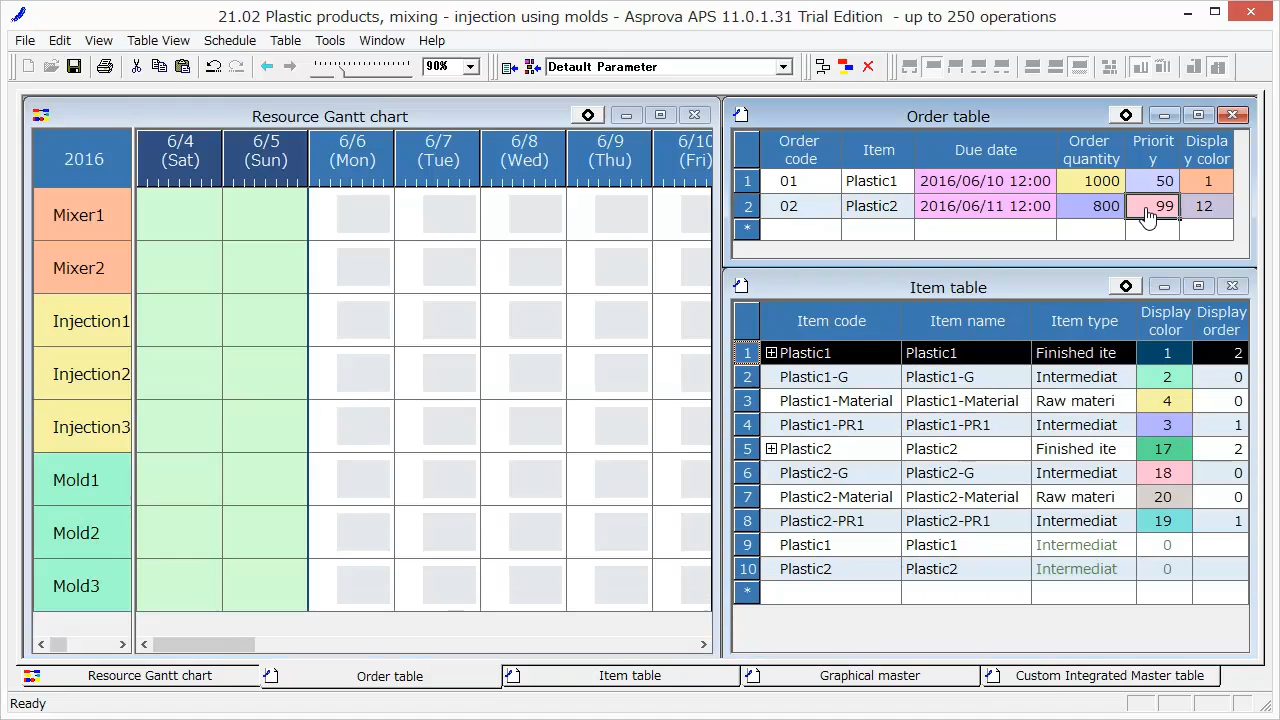 21.02 Plastic products, mixing - injection using molds - Asprova APS 11.0.1.31 Trial Edition - up to 250 operations
File Edit View Table View Schedule Table Tools Window Help
90% Default Parameter
Resource Gantt chart
2016 6/4 (Sat) 6/5 (Sun) 6/6 (Mon) 6/7 (Tue) 6/8 (Wed) 6/9 (Thu) 6/10 (Fri)
Mixer1
Mixer2
Injection1
Injection2
Injection3
Mold1
Mold2
Mold3
Order table
Order code Item Due date Order quantity Priorit y Displa y color
1 01 Plastic1 2016/06/10 12:00 1000 50 1
2 02 Plastic2 2016/06/11 12:00 800 99 12
*
Item table
Item code Item name Item type Display color Display order
1 Plastic1 Plastic1 Finished ite 1 2
2 Plastic1-G Plastic1-G Intermediat 2 0
3 Plastic1-Material Plastic1-Material Raw materi 4 0
4 Plastic1-PR1 Plastic1-PR1 Intermediat 3 1
5 Plastic2 Plastic2 Finished ite 17 2
6 Plastic2-G Plastic2-G Intermediat 18 0
7 Plastic2-Material Plastic2-Material Raw materi 20 0
8 Plastic2-PR1 Plastic2-PR1 Intermediat 19 1
9 Plastic1 Plastic1 Intermediat 0
10 Plastic2 Plastic2 Intermediat 0
*
Resource Gantt chart Order table Item table Graphical master Custom Integrated Master table
Ready